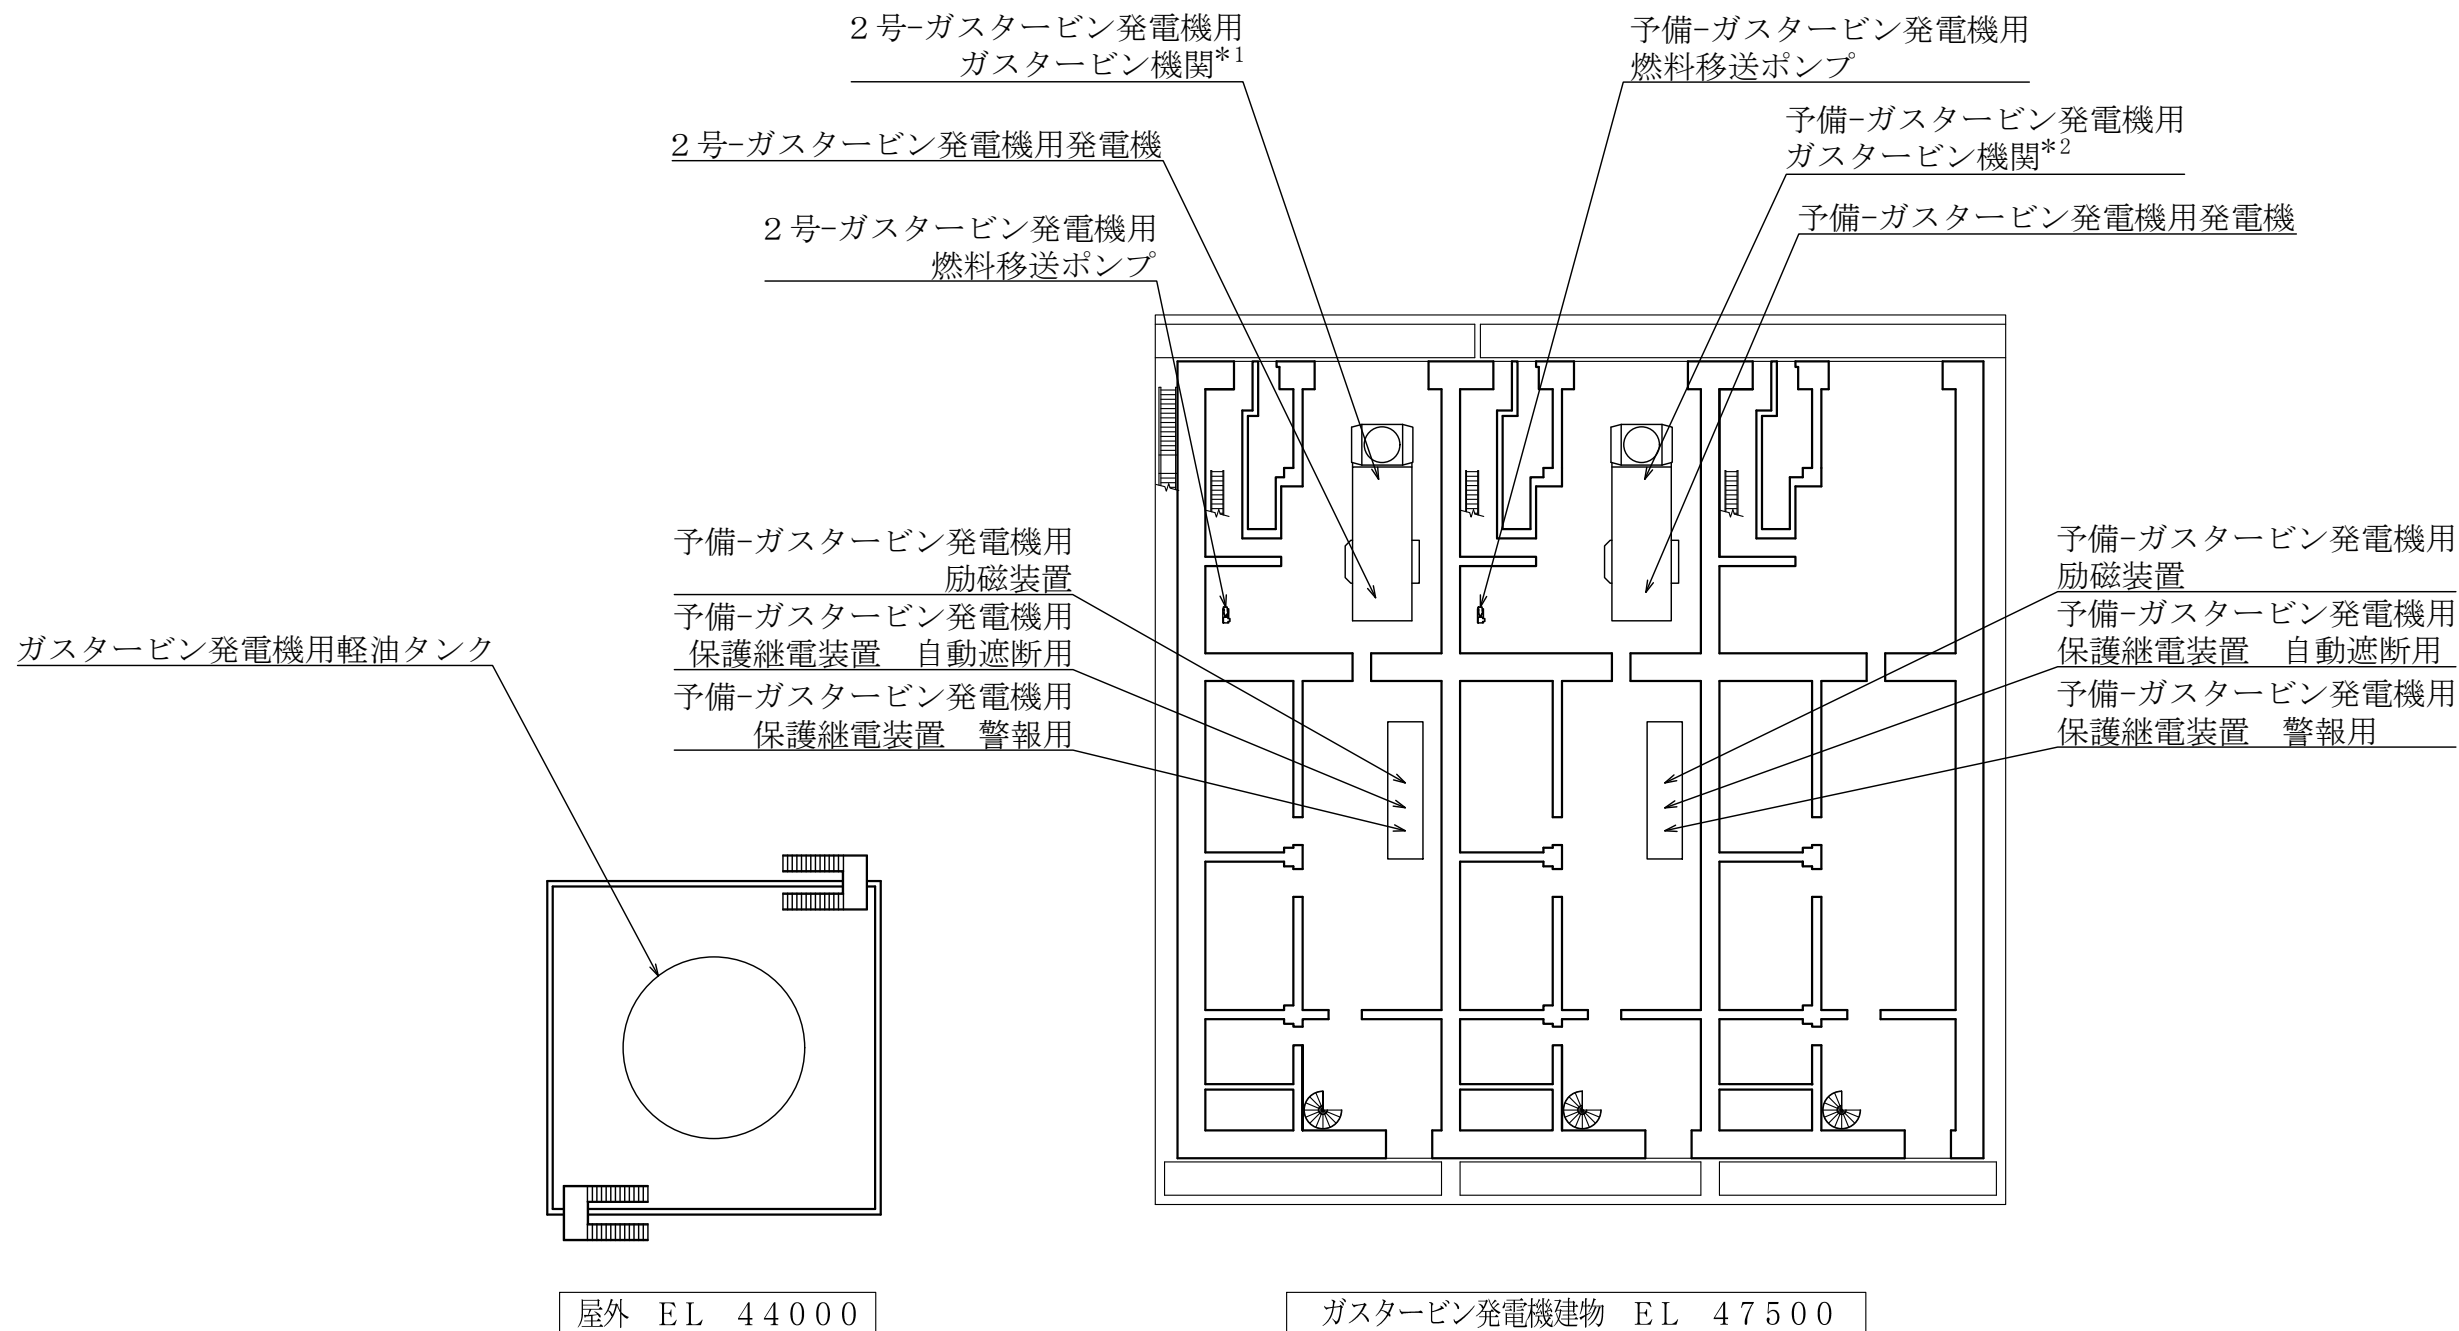 ２号-ガスタービン発電機用
ガスタービン機関*1
予備-ガスタービン発電機用
燃料移送ポンプ
予備-ガスタービン発電機用
ガスタービン機関*2
２号-ガスタービン発電機用発電機
予備-ガスタービン発電機用発電機
２号-ガスタービン発電機用
燃料移送ポンプ
予備-ガスタービン発電機用
励磁装置
予備-ガスタービン発電機用
保護継電装置　自動遮断用
予備-ガスタービン発電機用
保護継電装置　警報用
予備-ガスタービン発電機用
励磁装置
予備-ガスタービン発電機用
保護継電装置　自動遮断用
予備-ガスタービン発電機用
保護継電装置　警報用
ガスタービン発電機用軽油タンク
屋外　ＥＬ　４４０００
ガスタービン発電機建物　ＥＬ　４７５００